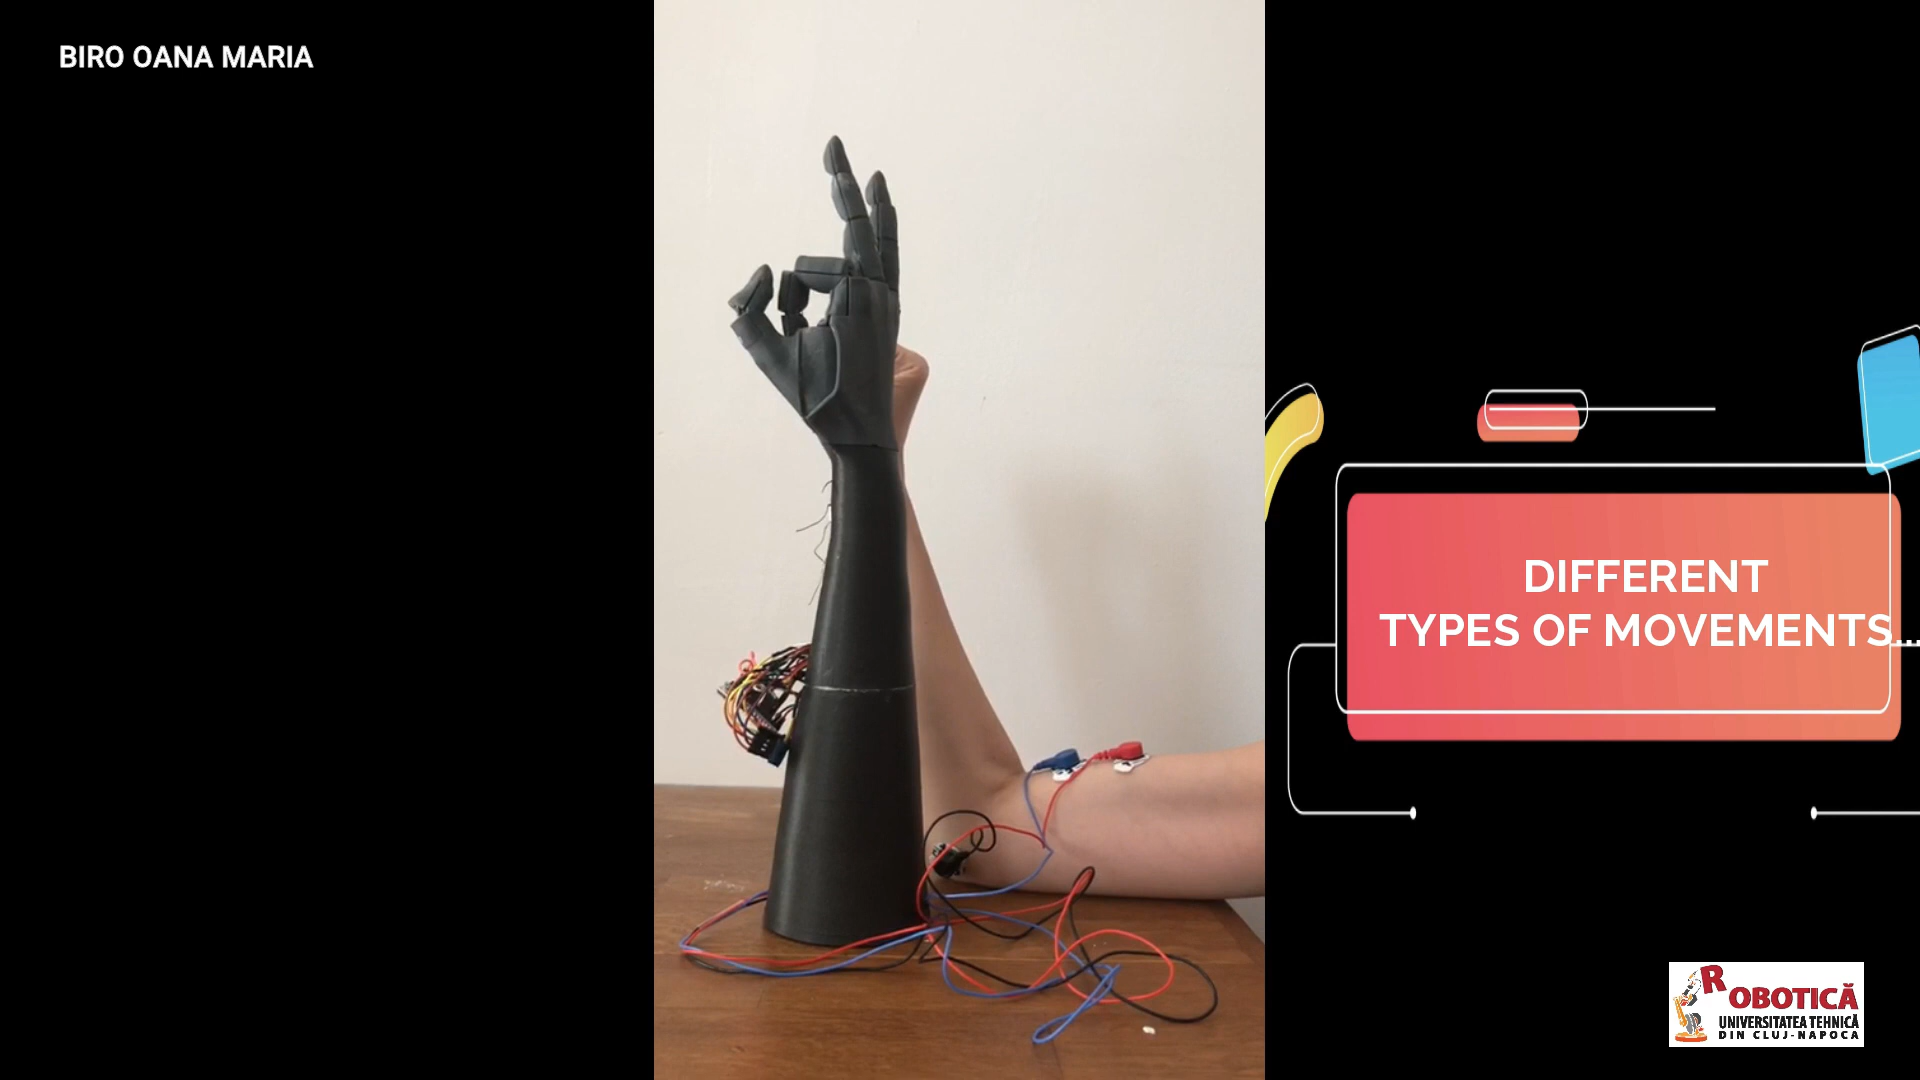 BIRO OANA MARIA
DIFFERENT
TYPES OF MOVEMENTS...
ROBOTICĂ
UNIVERSITATEA TEHNICĂ
DIN CLUJ-NAPOCA